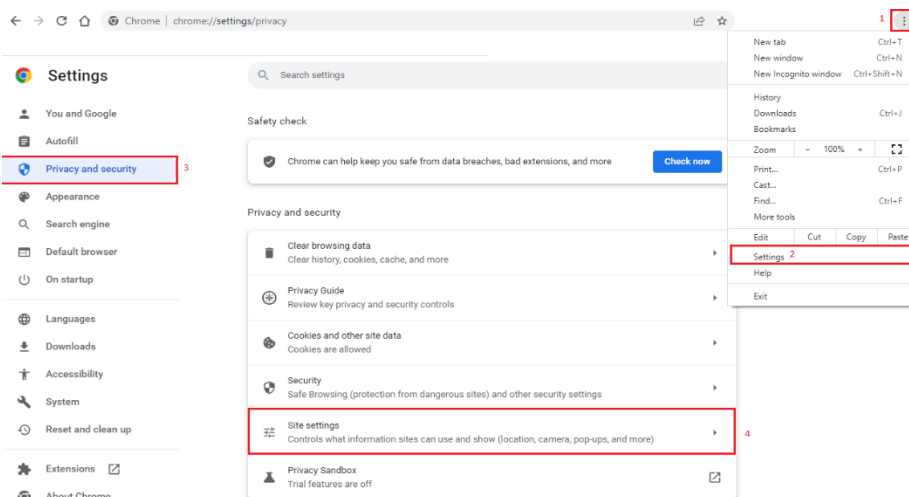 Chrome | chrome://settings/privacy
1
Settings
Search settings
You and Google
Autofill
Privacy and security
3
Appearance
Search engine
Default browser
On startup
Languages
Downloads
Accessibility
System
Reset and clean up
Extensions
About Chrome
Safety check
Chrome can help keep you safe from data breaches, bad extensions, and more
Check now
Privacy and security
Clear browsing data
Clear history, cookies, cache, and more
Privacy Guide
Review key privacy and security controls
Cookies and other site data
Cookies are allowed
Security
Safe Browsing (protection from dangerous sites) and other security settings
Site settings
Controls what information sites can use and show (location, camera, pop-ups, and more)
4
Privacy Sandbox
Trial features are off
New tab Ctrl+T
New window Ctrl+N
New Incognito window Ctrl+Shift+N
History
Downloads Ctrl+J
Bookmarks
Zoom - 100% +
Print... Ctrl+P
Cast...
Find... Ctrl+F
More tools
Edit Cut Copy Paste
Settings 2
Help
Exit